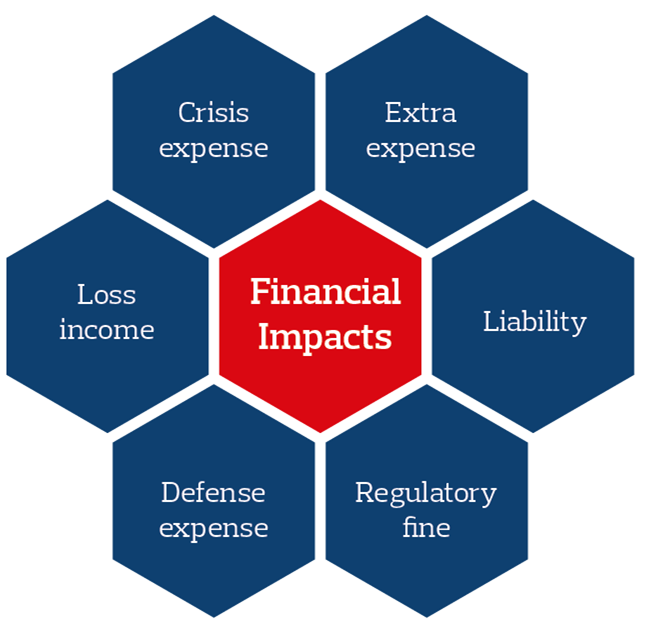 Crisis
expense
Extra
expense
Loss
income
Financial
Impacts
Liability
Defense
expense
Regulatory
fine